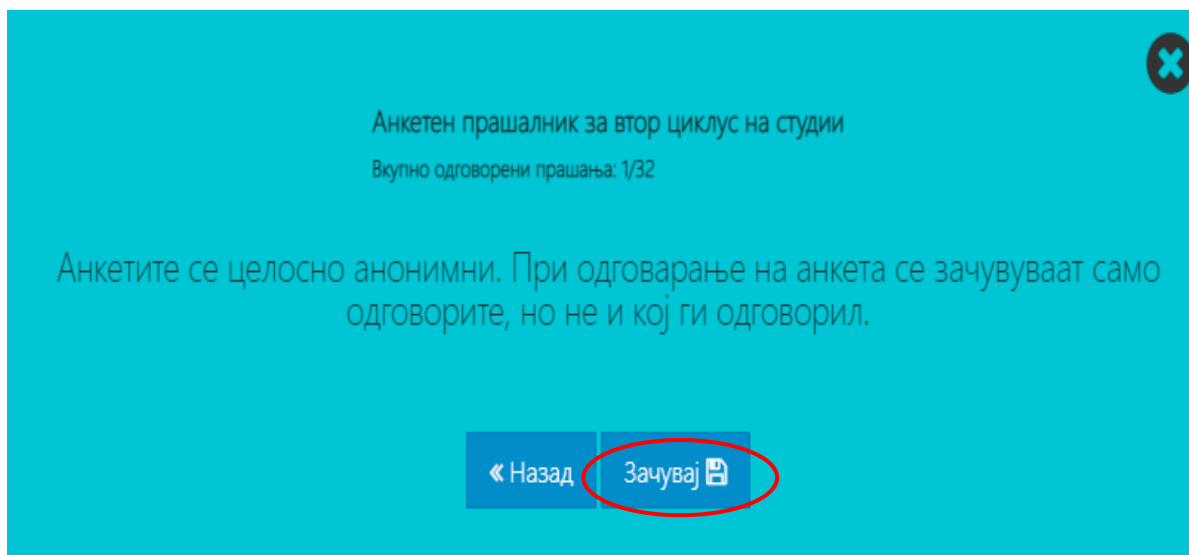 Анкетен прашалник за втор циклус на студии
Вкупно одговорени прашања: 1/32
Анкетите се целосно анонимни. При одговарање на анкета се зачувуваат само
одговорите, но не и кој ги одговорил.
« Назад
Зачувај